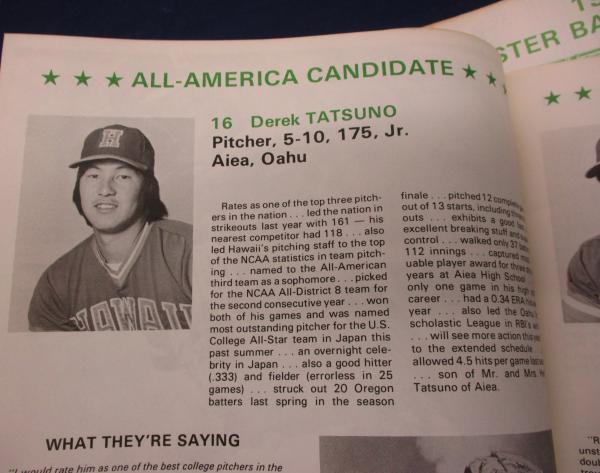 ALL-AMERICA CANDIDATE
16 Derek TATSUNO
Pitcher, 5-10, 175, Jr.
Aiea, Oahu
H
HAWAII
Rates as one of the top three pitch-
ers in the nation . . . led the nation in
strikeouts last year with 161 — his
nearest competitor had 118 . . . also
led Hawaii's pitching staff to the top
of the NCAA statistics in team pitch-
ing . . . named to the All-American
third team as a sophomore . . . picked
for the NCAA All-District 8 team for
the second consecutive year . . . won
both of his games and was named
most outstanding pitcher for the U.S.
College All-Star team in Japan this
past summer . . . an overnight cele-
brity in Japan . . . also a good hitter
(.333) and fielder (errorless in 25
games) . . . struck out 20 Oregon
batters last spring in the season
finale . . . pitched 12 comple
out of 13 starts, including
outs . . . exhibits a good
excellent breaking stuff and
control . . . walked only 37
112 innings . . . captured
uable player award for three
years at Aiea High School
only one game in his high
career . . . had a 0.34 ERA
year . . . also led the Oahu
scholastic League in RBI's
. . . will see more action this
to the extended schedule
allowed 4.5 hits per game
. . . son of Mr. and Mrs.
Tatsuno of Aiea.
WHAT THEY'RE SAYING
"I would rate him as one of the best college pitchers in the
STER BA